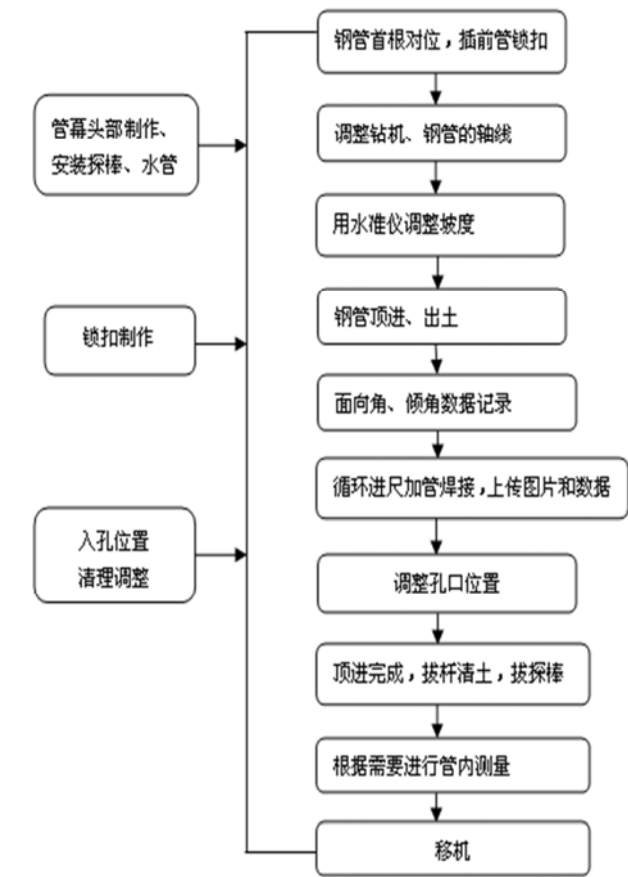 管幕头部制作、
安装探棒、水管
锁扣制作
入孔位置
清理调整
钢管首根对位，插前管锁扣
调整钻机、钢管的轴线
用水准仪调整坡度
钢管顶进、出土
面向角、倾角数据记录
循环进尺加管焊接，上传图片和数据
调整孔口位置
顶进完成，拔杆清土，拔探棒
根据需要进行管内测量
移机